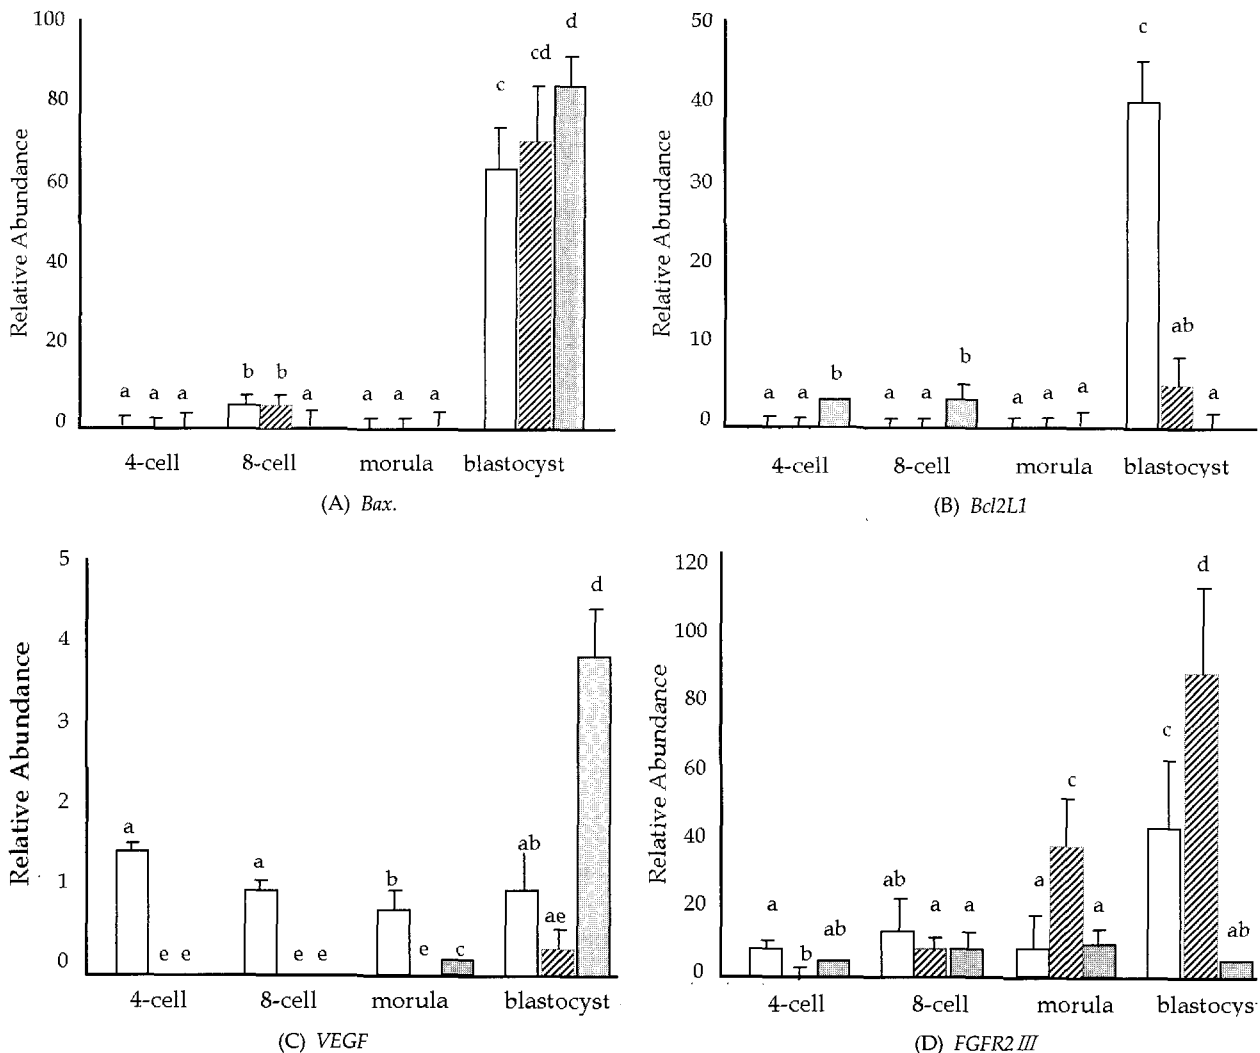 100
80
60
40
20
0
Relative Abundance
a a a
b b a
a a a
c cd d
4-cell 8-cell morula blastocyst
(A) Bax.
50
40
30
20
10
0
Relative Abundance
a a b
a a b
a a a
c ab a
4-cell 8-cell morula blastocyst
(B) Bcl2L1
5
4
3
2
1
0
Relative Abundance
a e e
a e e
b e c
ab ae d
4-cell 8-cell morula blastocyst
(C) VEGF
120
100
80
60
40
20
0
Relative Abundance
a b ab
ab a a
a c a
c d ab
4-cell 8-cell morula blastocys
(D) FGFR2 III